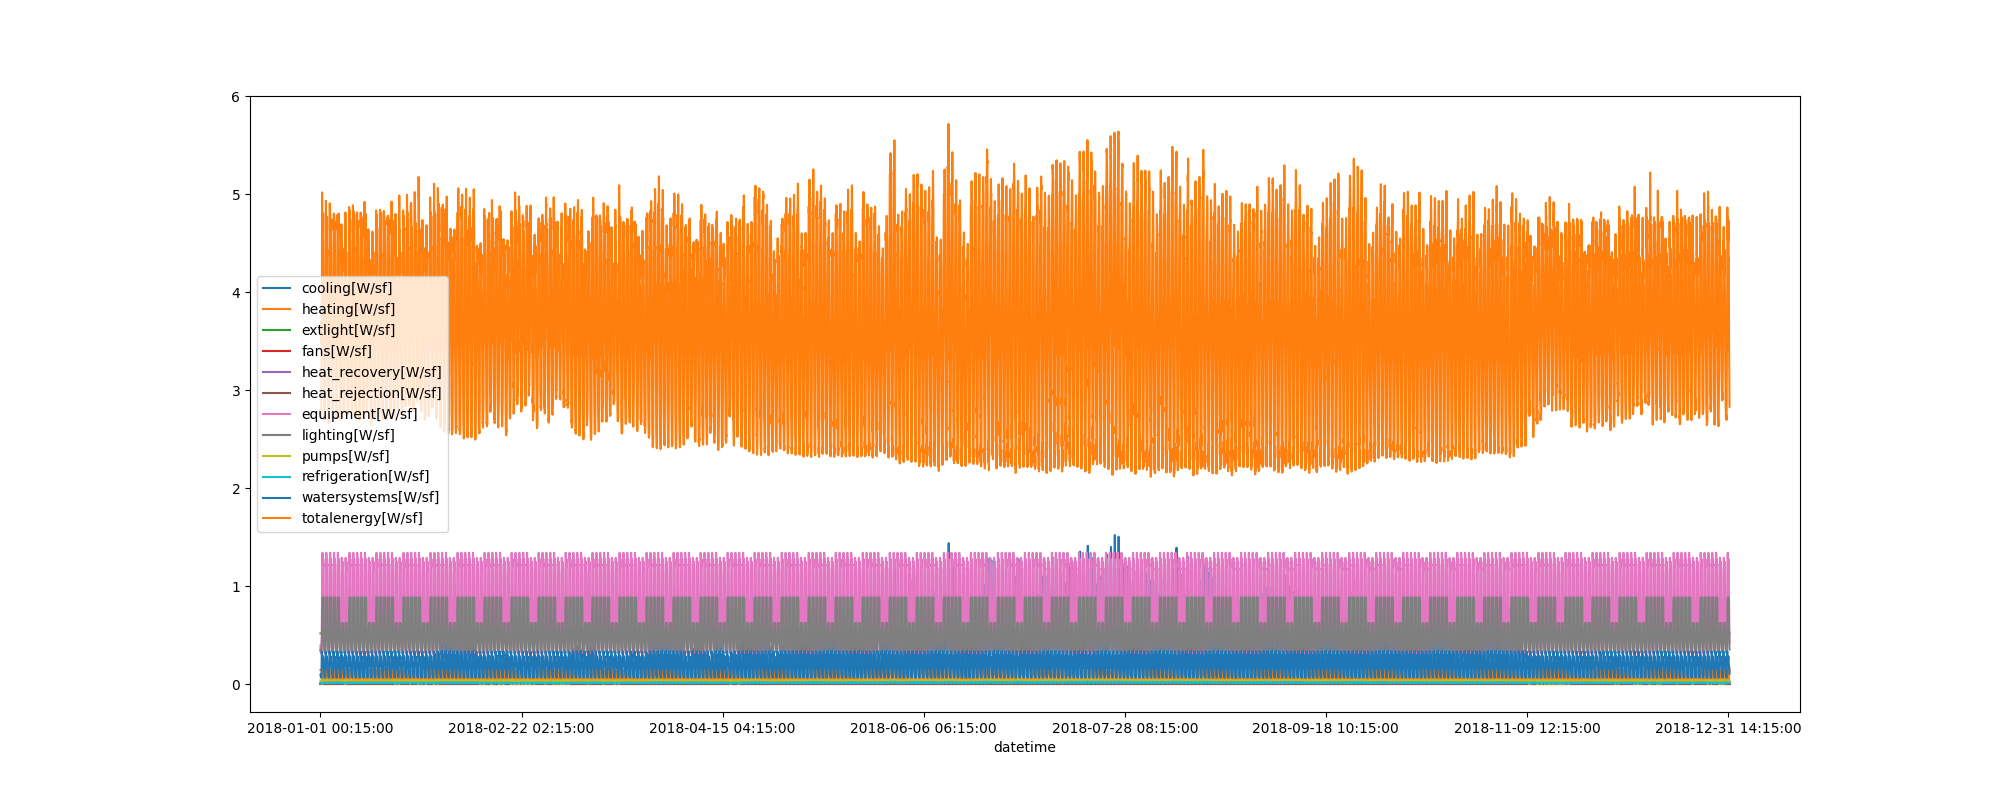 6
5
4
3
2
1
0
cooling[W/sf]
heating[W/sf]
extlight[W/sf]
fans[W/sf]
heat_recovery[W/sf]
heat_rejection[W/sf]
equipment[W/sf]
lighting[W/sf]
pumps[W/sf]
refrigeration[W/sf]
watersystems[W/sf]
totalenergy[W/sf]
2018-01-01 00:15:00 2018-02-22 02:15:00 2018-04-15 04:15:00 2018-06-06 06:15:00 2018-07-28 08:15:00 2018-09-18 10:15:00 2018-11-09 12:15:00 2018-12-31 14:15:00
datetime